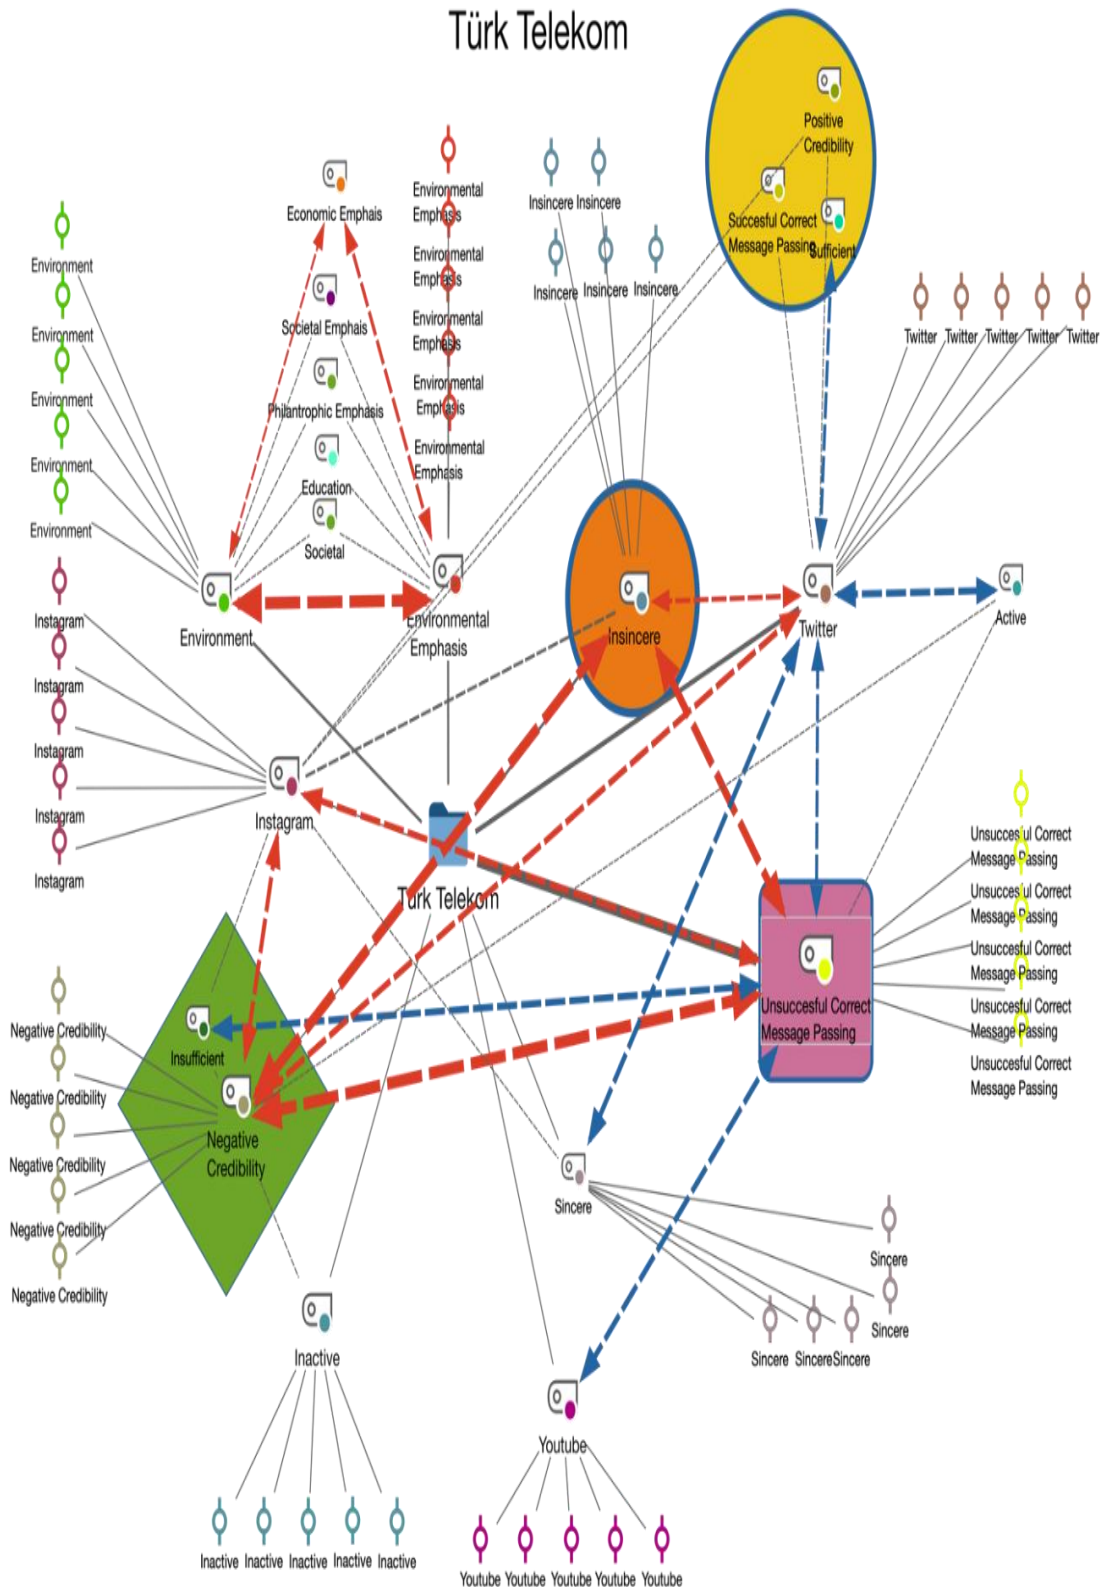 Türk Telekom
Positive
Credibility
Succesful Correct
Message Passing
Sufficient
Economic Emphais
Societal Emphais
Philantrophic Emphasis
Education
Societal
Environmental
Emphasis
Environmental
Emphasis
Environmental
Emphasis
Environmental
Emphasis
Environmental
Emphasis
Insincere
Insincere
Insincere
Insincere
Insincere
Twitter
Twitter
Twitter
Twitter
Twitter
Environment
Environment
Environment
Environment
Environment
Environment
Environmental
Emphasis
Insincere
Twitter
Active
Instagram
Instagram
Instagram
Instagram
Instagram
Instagram
Türk Telekom
Unsuccesful Correct
Message Passing
Unsuccesful Correct
Message Passing
Unsuccesful Correct
Message Passing
Unsuccesful Correct
Message Passing
Unsuccesful Correct
Message Passing
Unsuccesful Correct
Message Passing
Insufficient
Negative
Credibility
Negative Credibility
Negative Credibility
Negative Credibility
Negative Credibility
Negative Credibility
Sincere
Sincere
Sincere
Sincere
Sincere
Sincere
Inactive
Youtube
Inactive
Inactive
Inactive
Inactive
Inactive
Youtube
Youtube
Youtube
Youtube
Youtube